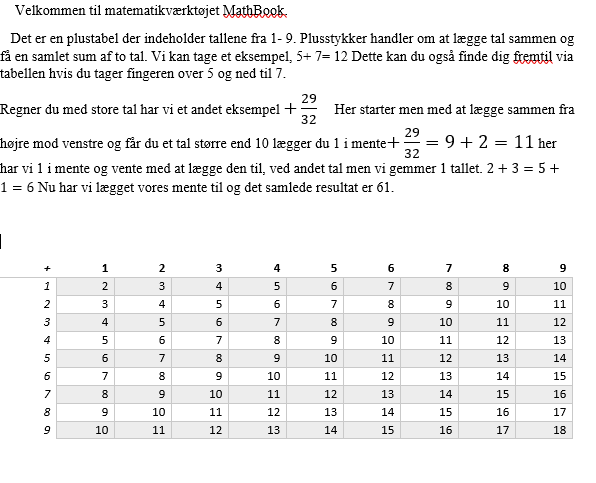 Velkommen til matematikværktøjet MathBook.
Det er en plustabel der indeholder tallene fra 1- 9. Plusstykker handler om at lægge tal sammen og
få en samlet sum af to tal. Vi kan tage et eksempel, 5+ 7= 12 Dette kan du også finde dig fremtil via
tabellen hvis du tager fingeren over 5 og ned til 7.
Regner du med store tal har vi et andet eksempel + 29/32 Her starter men med at lægge sammen fra
højre mod venstre og får du et tal større end 10 lægger du 1 i mente+ 29/32 = 9 + 2 = 11 her
har vi 1 i mente og vente med at lægge den til, ved andet tal men vi gemmer 1 tallet. 2 + 3 = 5 +
1 = 6 Nu har vi lægget vores mente til og det samlede resultat er 61.
+ 1 2 3 4 5 6 7 8 9
1 2 3 4 5 6 7 8 9 10
2 3 4 5 6 7 8 9 10 11
3 4 5 6 7 8 9 10 11 12
4 5 6 7 8 9 10 11 12 13
5 6 7 8 9 10 11 12 13 14
6 7 8 9 10 11 12 13 14 15
7 8 9 10 11 12 13 14 15 16
8 9 10 11 12 13 14 15 16 17
9 10 11 12 13 14 15 16 17 18